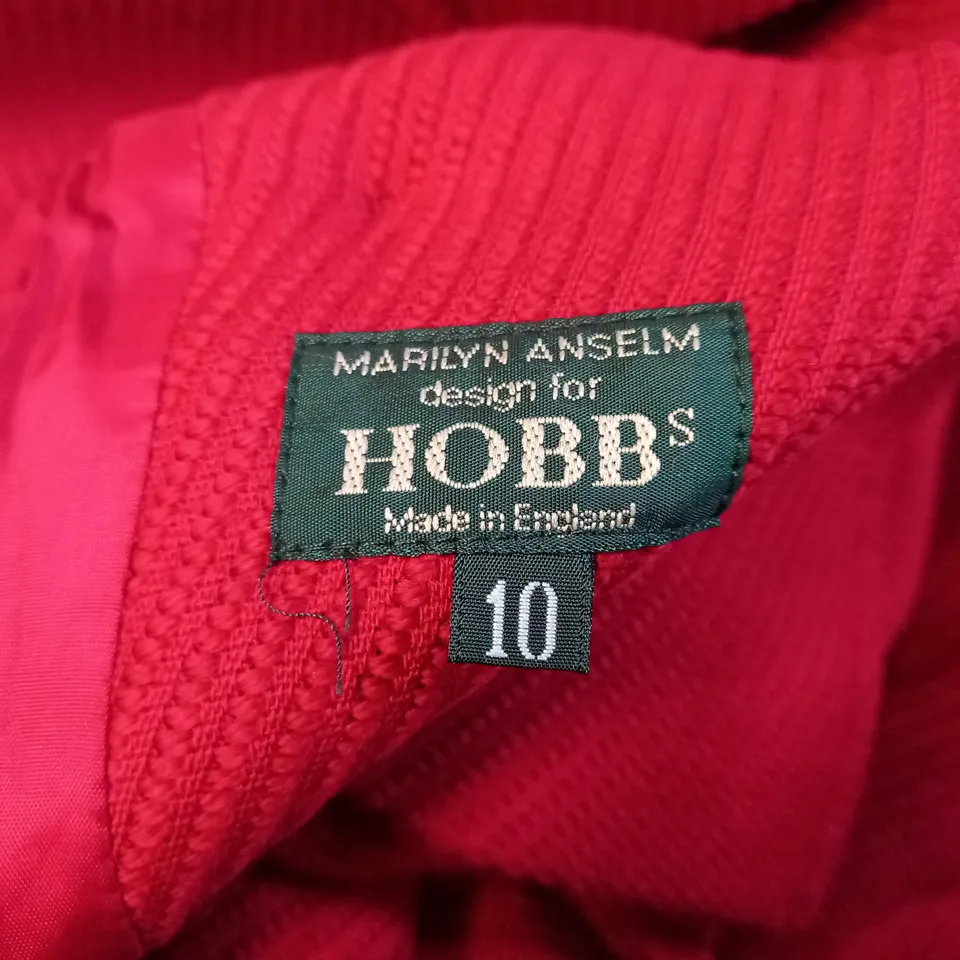 MARILYN ANSELM
design for
HOBBS
Made in England
10